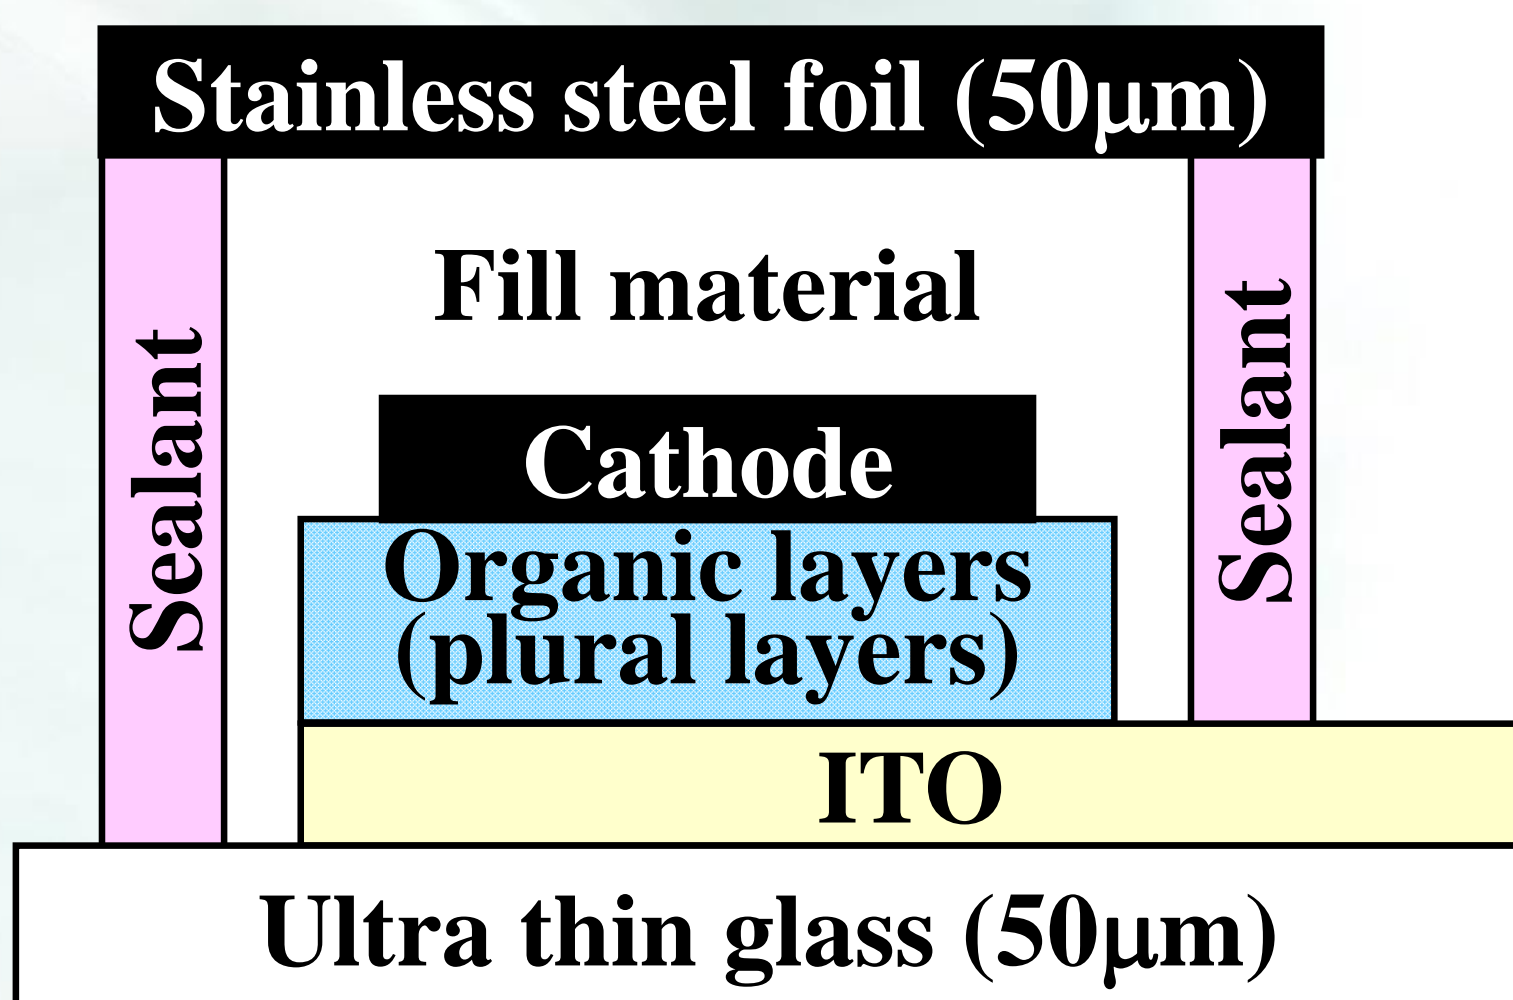 Stainless steel foil (50μm)
Fill material
Sealant
Sealant
Cathode
Organic layers
(plural layers)
ITO
Ultra thin glass (50μm)